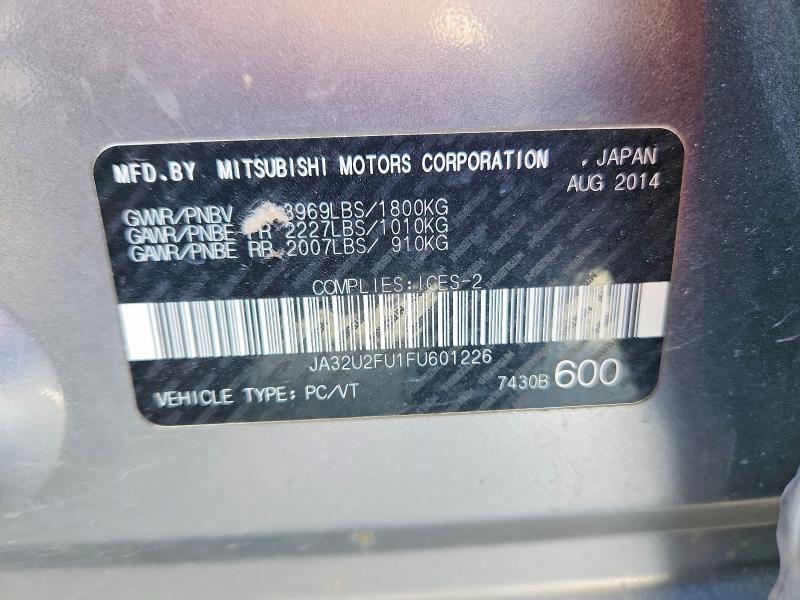 MFD.BY MITSUBISHI MOTORS CORPORATION , JAPAN
AUG 2014
GVWR/PNBV 3969LBS/1800KG
GAWR/PNBE FR 2227LBS/1010KG
GAWR/PNBE RR 2007LBS/ 910KG
COMPLIES:ICES-2
JA32U2FU1FU601226
VEHICLE TYPE: PC/VT 7430B 600